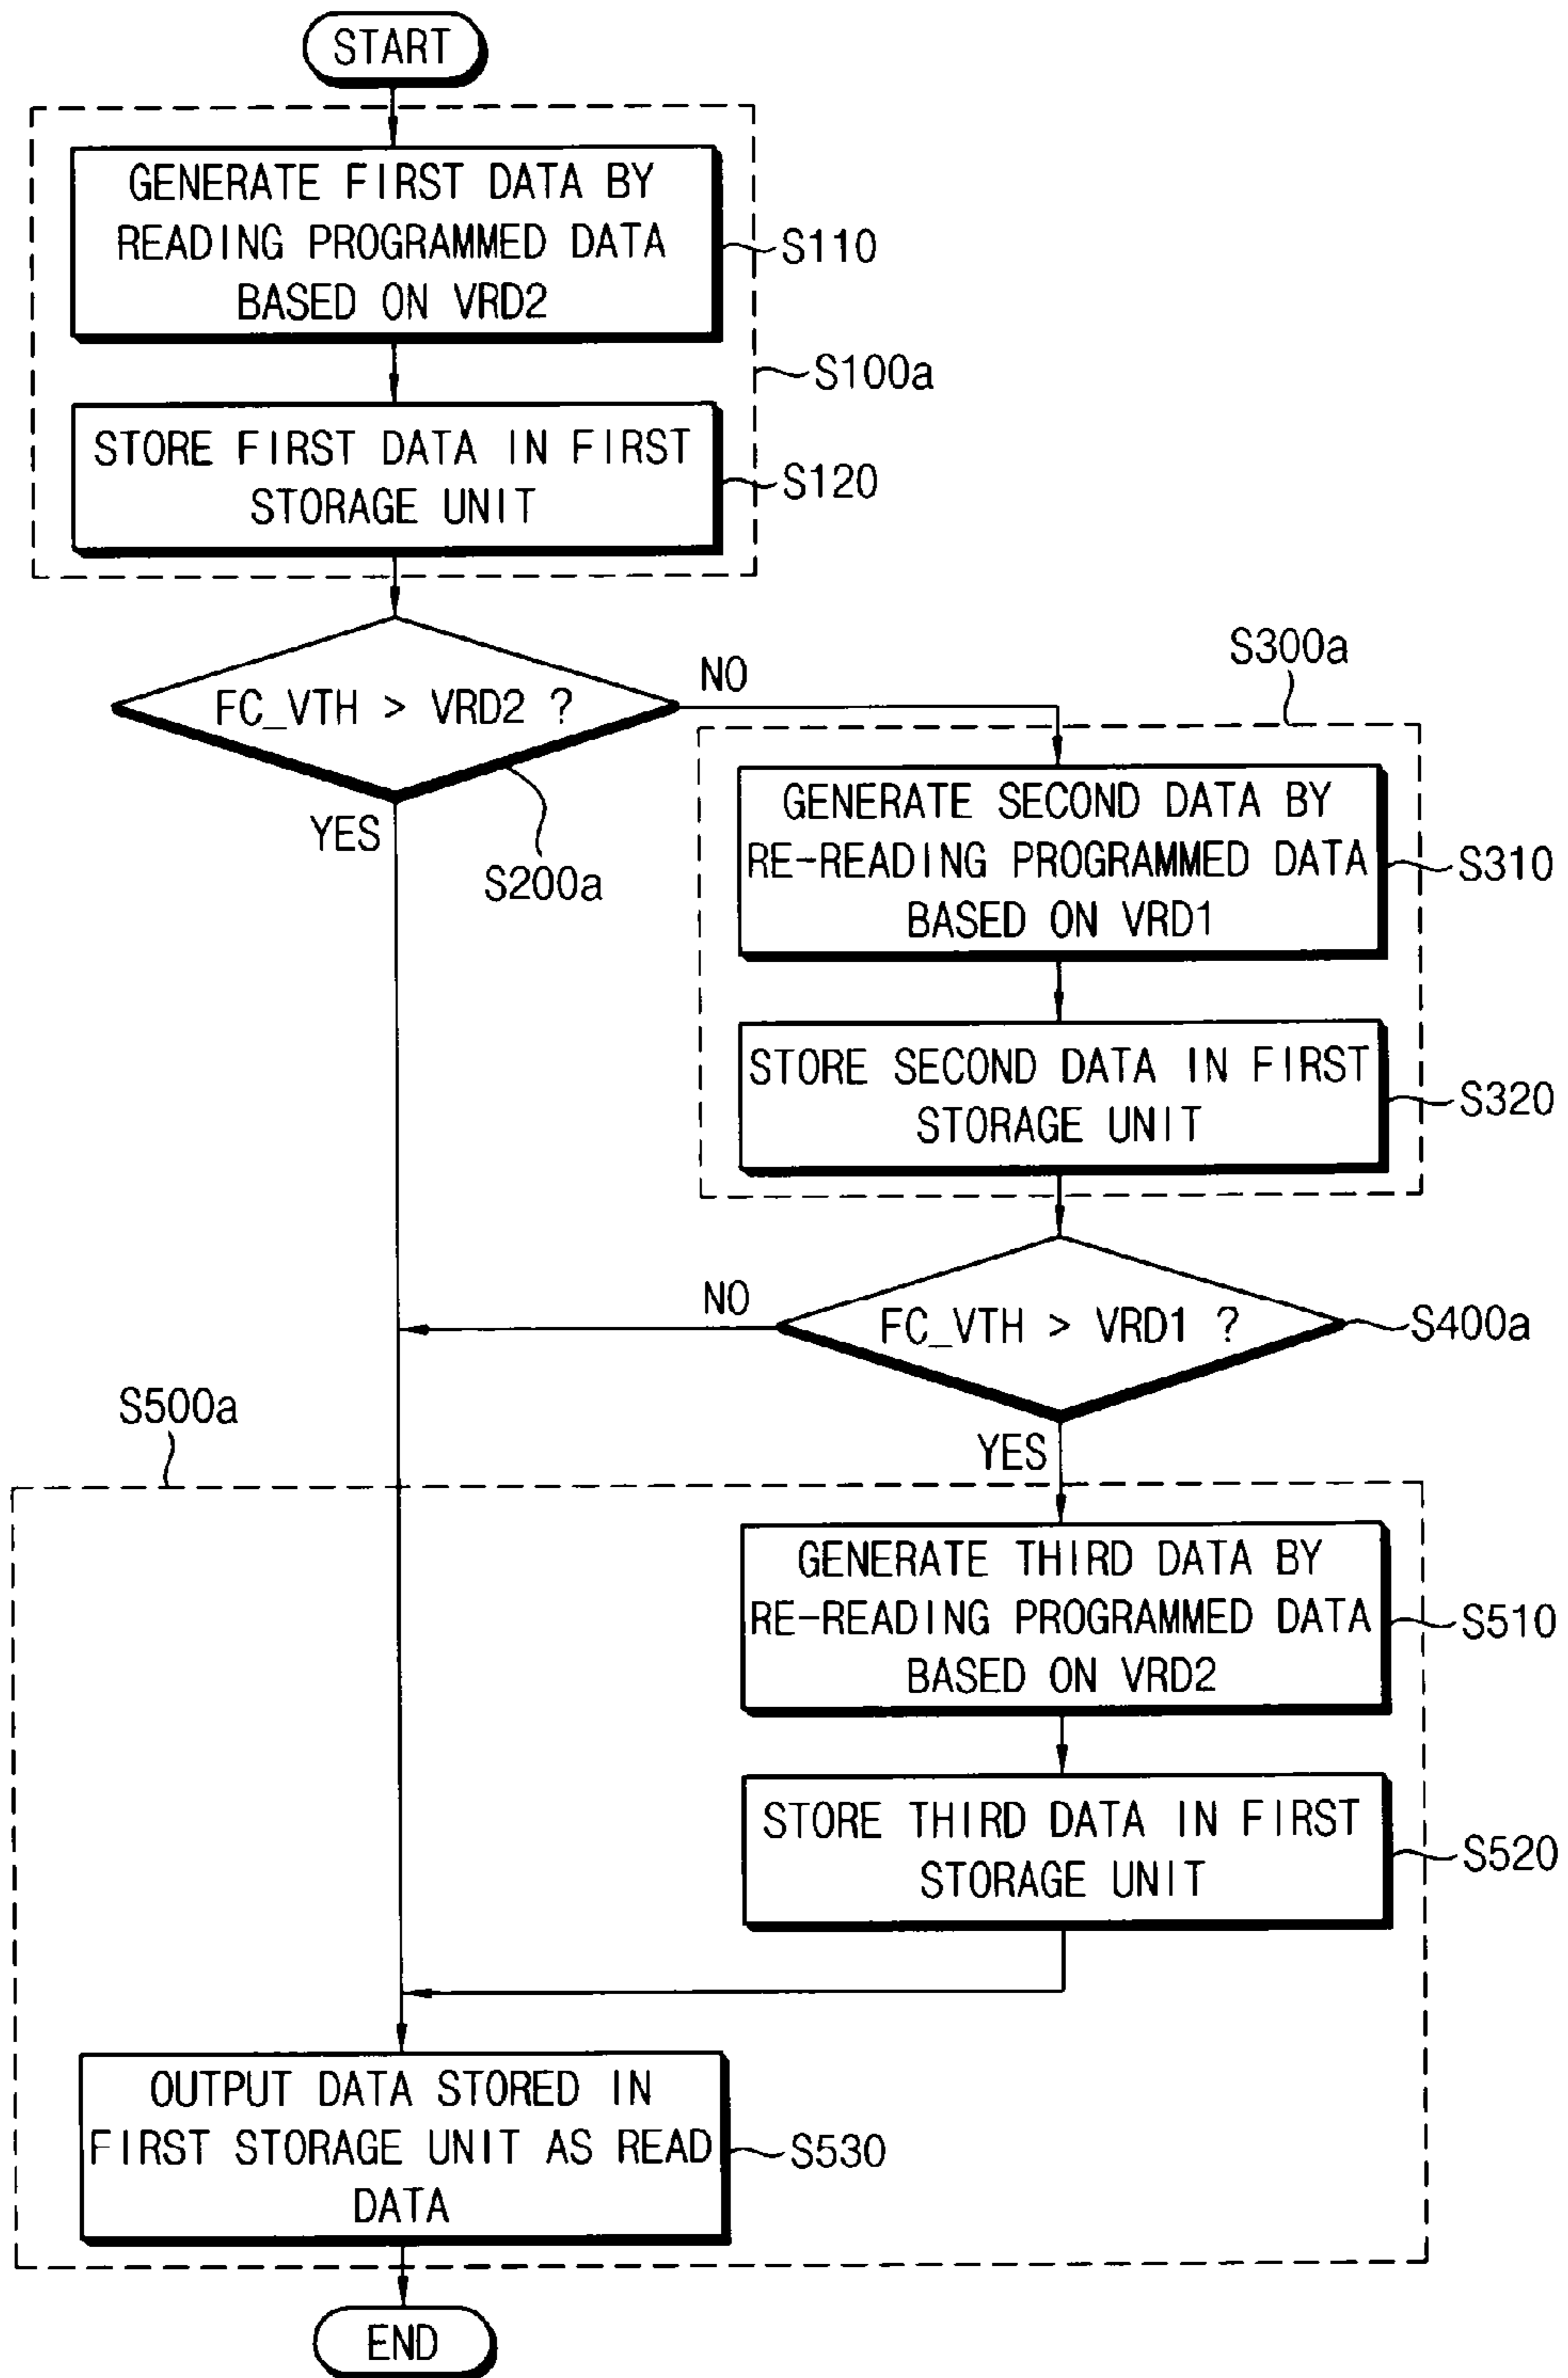 START
GENERATE FIRST DATA BY
READING PROGRAMMED DATA
BASED ON VRD2
S110
S100a
STORE FIRST DATA IN FIRST
STORAGE UNIT
S120
FC_VTH > VRD2 ?
NO
YES
S200a
S300a
GENERATE SECOND DATA BY
RE-READING PROGRAMMED DATA
BASED ON VRD1
S310
STORE SECOND DATA IN FIRST
STORAGE UNIT
S320
FC_VTH > VRD1 ?
NO
S400a
YES
S500a
GENERATE THIRD DATA BY
RE-READING PROGRAMMED DATA
BASED ON VRD2
S510
STORE THIRD DATA IN FIRST
STORAGE UNIT
S520
OUTPUT DATA STORED IN
FIRST STORAGE UNIT AS READ
DATA
S530
END